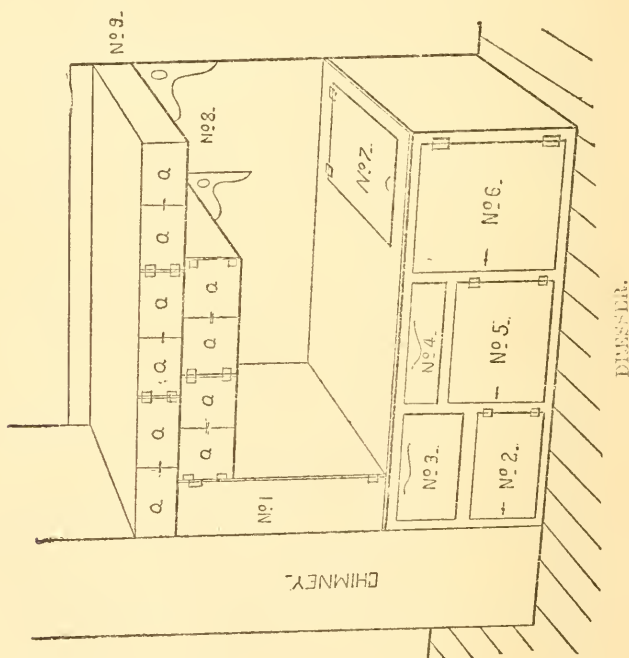 Nº9.
Nº8.
a a a a a a
a a a a
Nº7.
Nº1
Nº3.
Nº4.
Nº6.
Nº2.
Nº5.
CHIMNEY.
DRESSER.